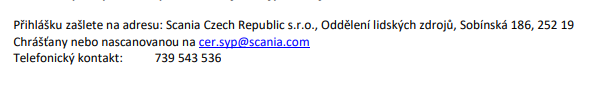 Přihlášku zašlete na adresu: Scania Czech Republic s.r.o., Oddělení lidských zdrojů, Sobínská 186, 252 19
Chrášťany nebo nascanovanou na cer.syp@scania.com
Telefonický kontakt: 739 543 536